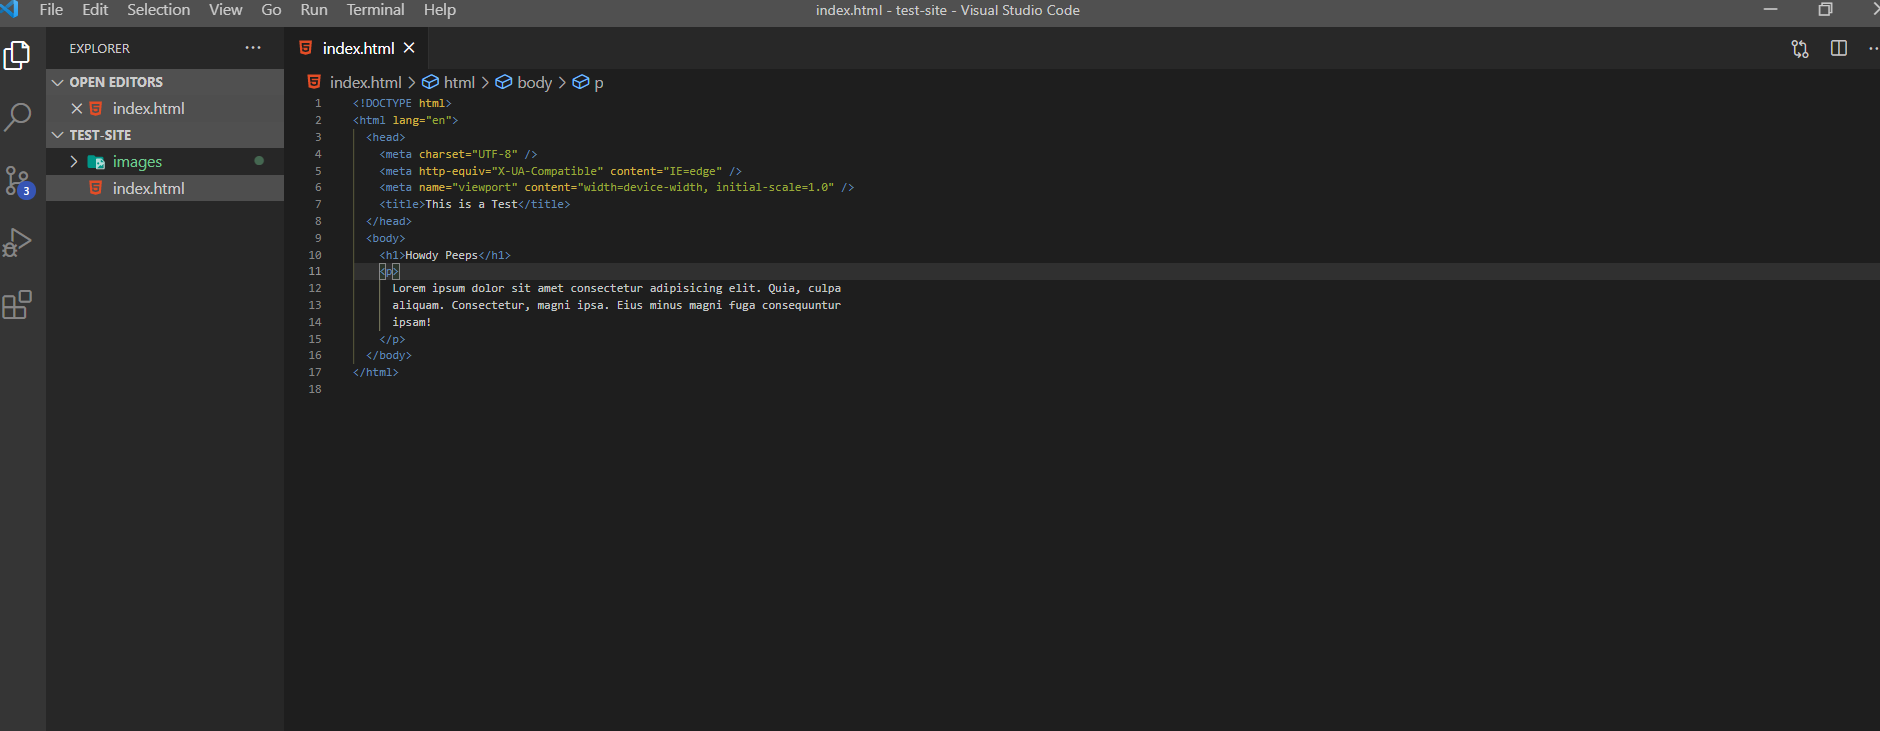 File Edit Selection View Go Run Terminal Help
index.html - test-site - Visual Studio Code
EXPLORER
OPEN EDITORS
index.html
TEST-SITE
images
index.html
3
index.html
index.html > html > body > p
1 <!DOCTYPE html>
2 <html lang="en">
3 <head>
4 <meta charset="UTF-8" />
5 <meta http-equiv="X-UA-Compatible" content="IE=edge" />
6 <meta name="viewport" content="width=device-width, initial-scale=1.0" />
7 <title>This is a Test</title>
8 </head>
9 <body>
10 <h1>Howdy Peeps</h1>
11 <p>
12 Lorem ipsum dolor sit amet consectetur adipisicing elit. Quia, culpa
13 aliquam. Consectetur, magni ipsa. Eius minus magni fuga consequuntur
14 ipsam!
15 </p>
16 </body>
17 </html>
18